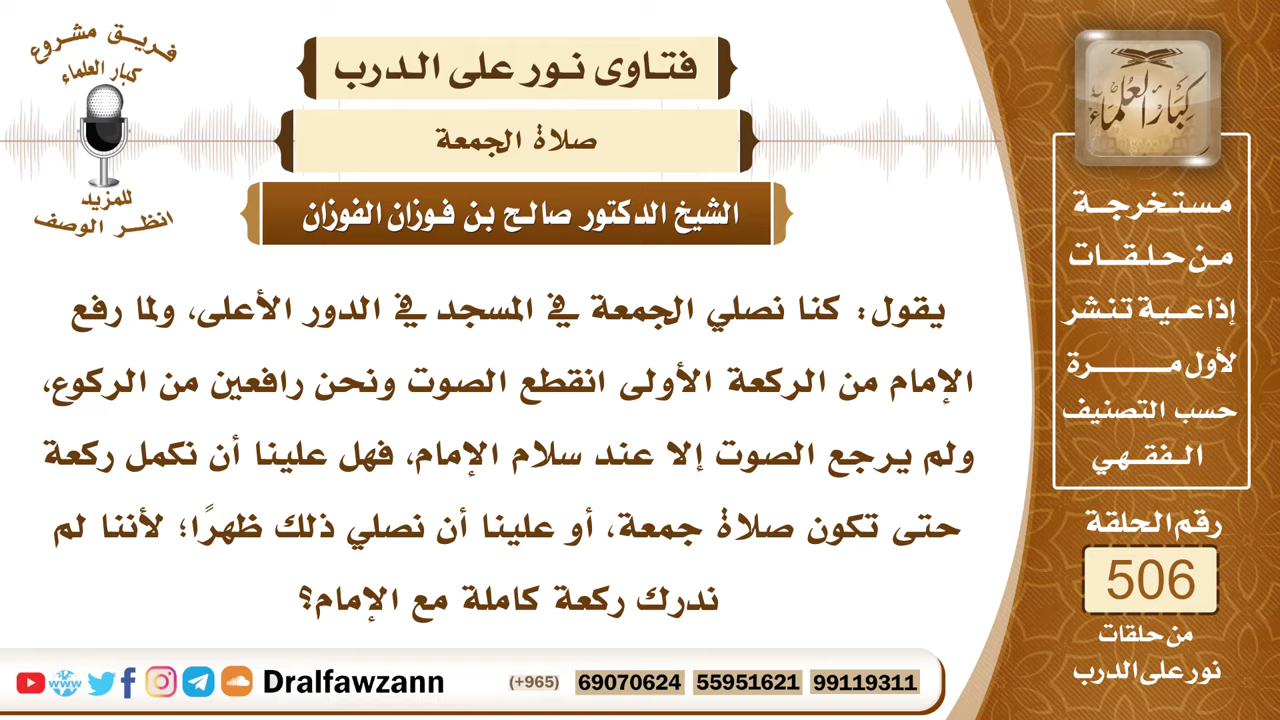 فريق مشروع
كبار العلماء
للمزيد
انظر الوصف
فتاوى نور على الدرب
صلاة الجمعة
الشيخ الدكتور صالح بن فوزان الفوزان
يقول: كنا نصلي الجمعة في المسجد في الدور الأعلى، ولما رفع
الإمام من الركعة الأولى انقطع الصوت ونحن رافعين من الركوع،
ولم يرجع الصوت إلا عند سلام الإمام، فهل علينا أن نكمل ركعة
حتى تكون صلاة جمعة، أو علينا أن نصلي ذلك ظهرًا؛ لأننا لم
ندرك ركعة كاملة مع الإمام؟
كبار العلماء
مستخرجة
من حلقات
إذاعية تنشر
لأول مرة
حسب التصنيف
الفقهي
رقم الحلقة
506
من حلقات
نور على الدرب
www Dralfawzann (+965) 69070624 55951621 99119311